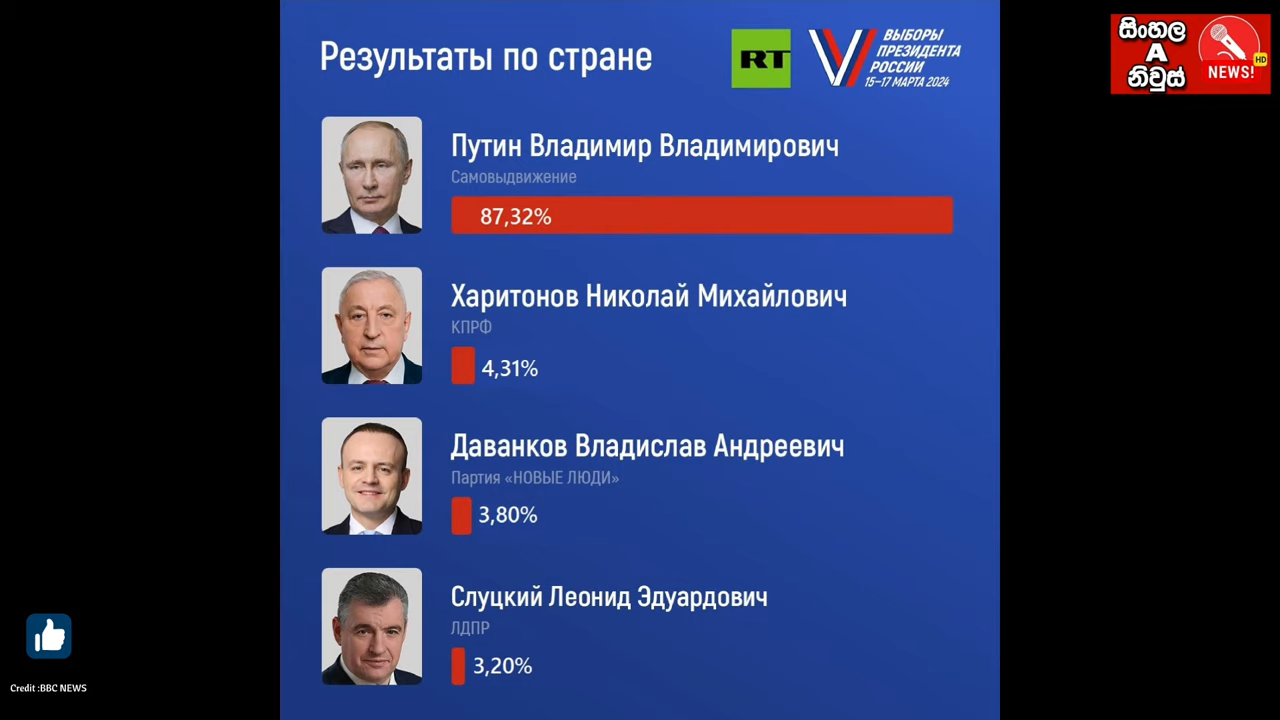 Результаты по стране
RT
ВЫБОРЫ
ПРЕЗИДЕНТА
РОССИИ
15–17 МАРТА 2024
සිංහල
A
නිවුස්
NEWS!
HD
Путин Владимир Владимирович
Самовыдвижение
87,32%
Харитонов Николай Михайлович
КПРФ
4,31%
Даванков Владислав Андреевич
Партия «НОВЫЕ ЛЮДИ»
3,80%
Слуцкий Леонид Эдуардович
ЛДПР
3,20%
Credit :BBC NEWS